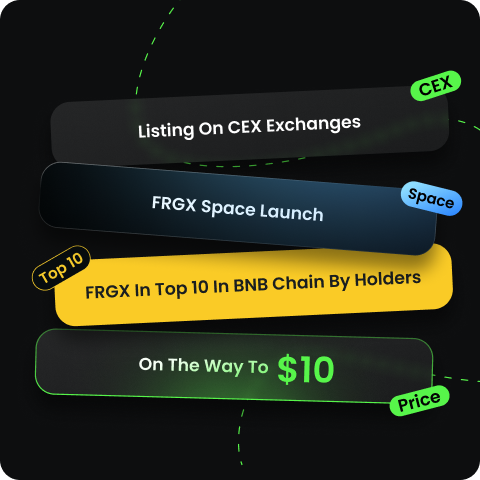 CEX
Listing On CEX Exchanges
Space
FRGX Space Launch
Top 10
FRGX In Top 10 In BNB Chain By Holders
On The Way To $10
Price